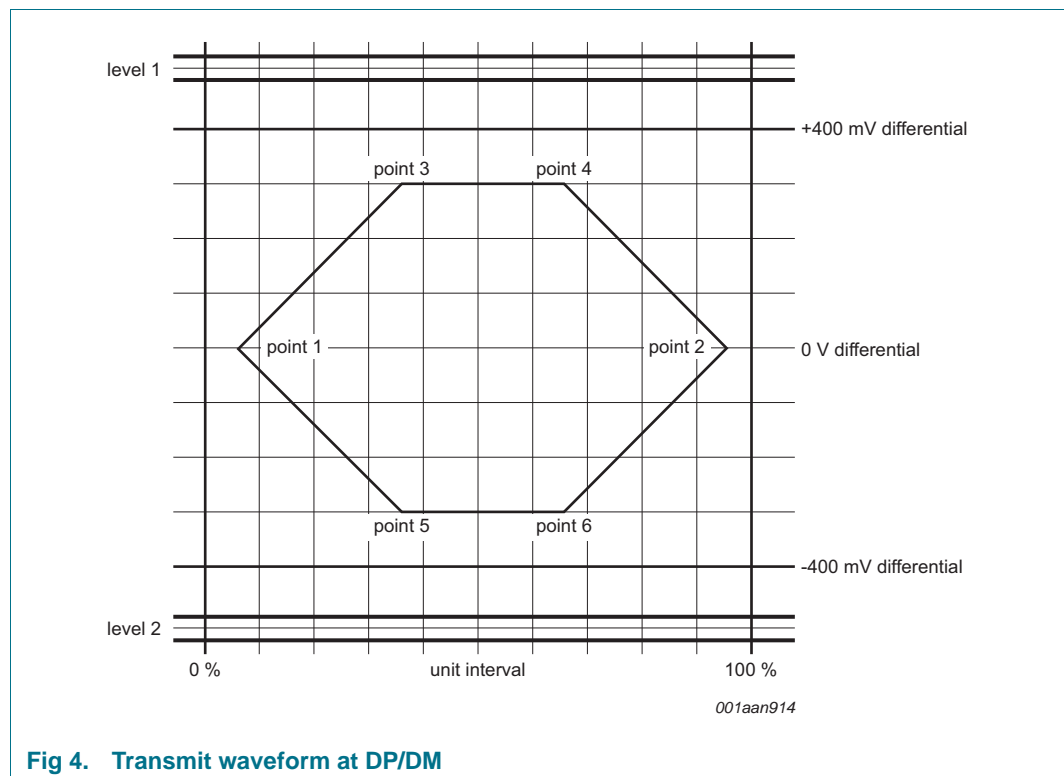 level 1
+400 mV differential
point 3
point 4
point 1
point 2
0 V differential
point 5
point 6
-400 mV differential
level 2
0 %
unit interval
100 %
001aan914
Fig 4. Transmit waveform at DP/DM